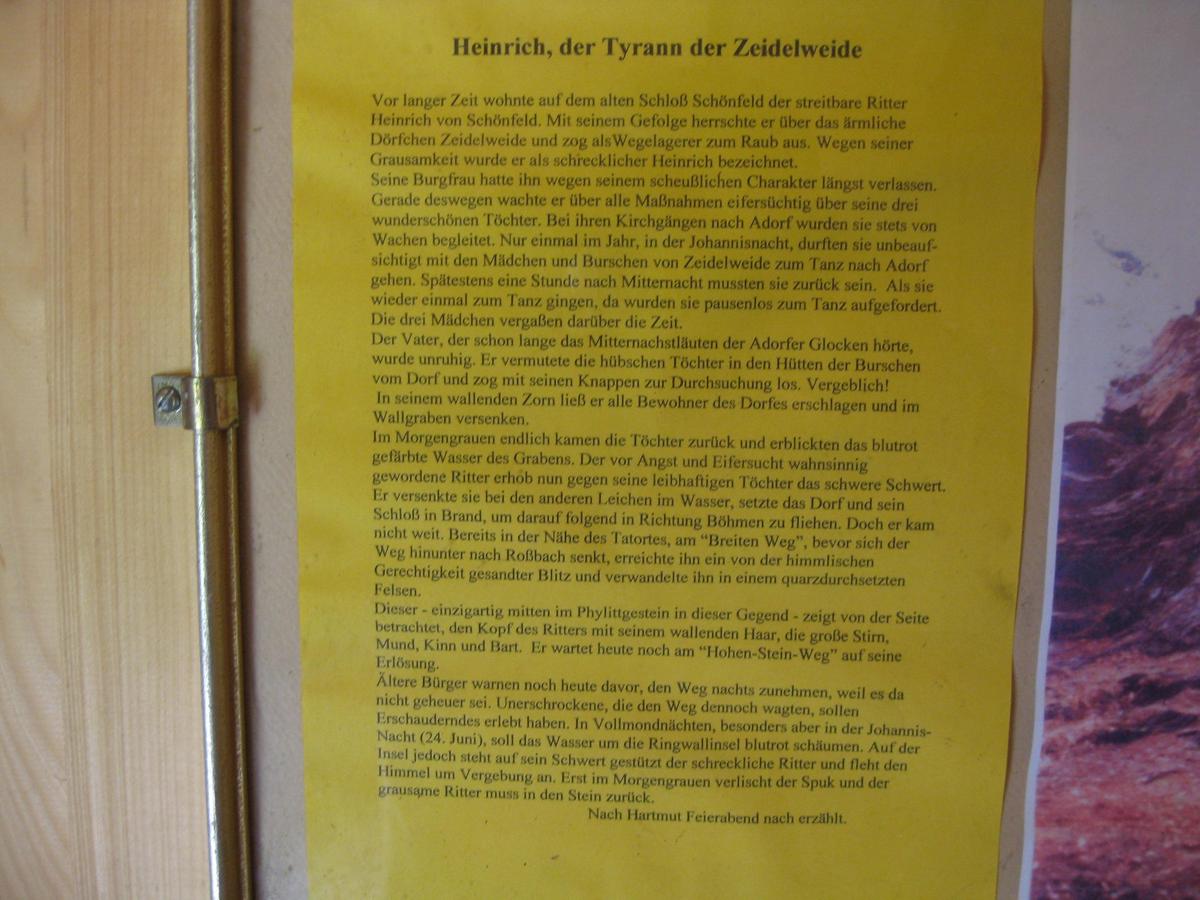 Heinrich, der Tyrann der Zeidelweide
Vor langer Zeit wohnte auf dem alten Schloß Schönfeld der streitbare Ritter
Heinrich von Schönfeld. Mit seinem Gefolge herrschte er über das ärmliche
Dörfchen Zeidelweide und zog alsWegelagerer zum Raub aus. Wegen seiner
Grausamkeit wurde er als schrecklicher Heinrich bezeichnet.
Seine Burgfrau hatte ihn wegen seinem scheußlichen Charakter längst verlassen.
Gerade deswegen wachte er über alle Maßnahmen eifersüchtig über seine drei
wunderschönen Töchter. Bei ihren Kirchgängen nach Adorf wurden sie stets von
Wachen begleitet. Nur einmal im Jahr, in der Johannisnacht, durften sie unbeauf-
sichtigt mit den Mädchen und Burschen von Zeidelweide zum Tanz nach Adorf
gehen. Spätestens eine Stunde nach Mitternacht mussten sie zurück sein. Als sie
wieder einmal zum Tanz gingen, da wurden sie pausenlos zum Tanz aufgefordert.
Die drei Mädchen vergaßen darüber die Zeit.
Der Vater, der schon lange das Mitternachstläuten der Adorfer Glocken hörte,
wurde unruhig. Er vermutete die hübschen Töchter in den Hütten der Burschen
vom Dorf und zog mit seinen Knappen zur Durchsuchung los. Vergeblich!
In seinem wallenden Zorn ließ er alle Bewohner des Dorfes erschlagen und im
Wallgraben versenken.
Im Morgengrauen endlich kamen die Töchter zurück und erblickten das blutrot
gefärbte Wasser des Grabens. Der vor Angst und Eifersucht wahnsinnig
gewordene Ritter erhob nun gegen seine leibhaftigen Töchter das schwere Schwert.
Er versenkte sie bei den anderen Leichen im Wasser, setzte das Dorf und sein
Schloß in Brand, um darauf folgend in Richtung Böhmen zu fliehen. Doch er kam
nicht weit. Bereits in der Nähe des Tatortes, am “Breiten Weg”, bevor sich der
Weg hinunter nach Roßbach senkt, erreichte ihn ein von der himmlischen
Gerechtigkeit gesandter Blitz und verwandelte ihn in einem quarzdurchsetzten
Felsen.
Dieser - einzigartig mitten im Phylittgestein in dieser Gegend - zeigt von der Seite
betrachtet, den Kopf des Ritters mit seinem wallenden Haar, die große Stirn,
Mund, Kinn und Bart. Er wartet heute noch am “Hohen-Stein-Weg” auf seine
Erlösung.
Ältere Bürger warnen noch heute davor, den Weg nachts zunehmen, weil es da
nicht geheuer sei. Unerschrockene, die den Weg dennoch wagten, sollen
Erschauderndes erlebt haben. In Vollmondnächten, besonders aber in der Johannis-
Nacht (24. Juni), soll das Wasser um die Ringwallinsel blutrot schäumen. Auf der
Insel jedoch steht auf sein Schwert gestützt der schreckliche Ritter und fleht den
Himmel um Vergebung an. Erst im Morgengrauen verlischt der Spuk und der
grausame Ritter muss in den Stein zurück.
Nach Hartmut Feierabend nach erzählt.